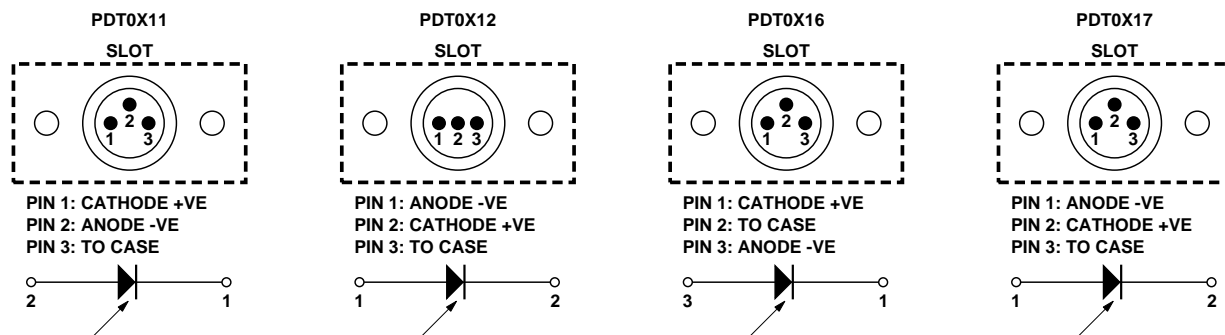 PDT0X11
SLOT
1 2 3
PIN 1: CATHODE +VE
PIN 2: ANODE -VE
PIN 3: TO CASE
2 1
PDT0X12
SLOT
1 2 3
PIN 1: ANODE -VE
PIN 2: CATHODE +VE
PIN 3: TO CASE
1 2
PDT0X16
SLOT
1 2 3
PIN 1: CATHODE +VE
PIN 2: TO CASE
PIN 3: ANODE -VE
3 1
PDT0X17
SLOT
1 2 3
PIN 1: ANODE -VE
PIN 2: CATHODE +VE
PIN 3: TO CASE
1 2